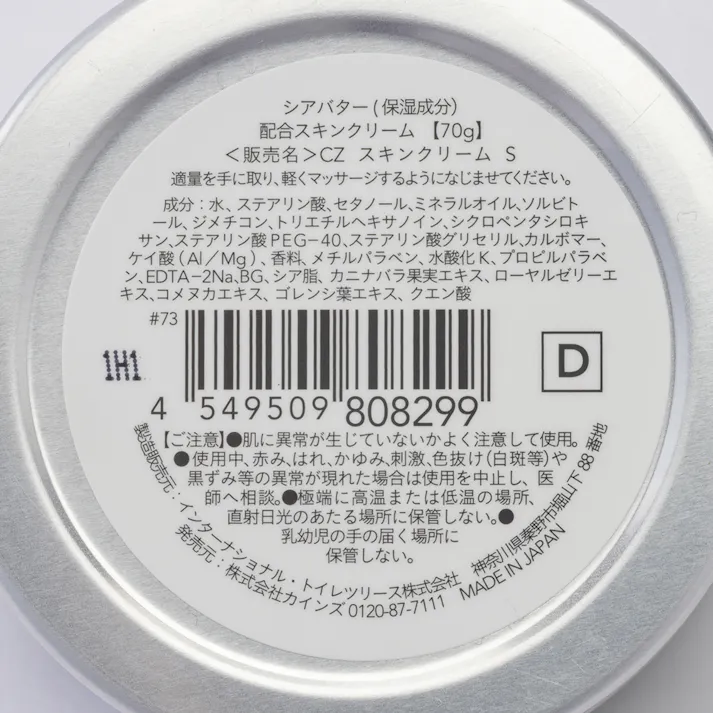 シアバター(保湿成分)
配合スキンクリーム 【70g】
<販売名>CZ スキンクリーム S
適量を手に取り、軽くマッサージするようになじませてください。
成分:水、ステアリン酸、セタノール、ミネラルオイル、ソルビト
ール、ジメチコン、トリエチルヘキサノイン、シクロペンタシロキ
サン、ステアリン酸PEG-40、ステアリン酸グリセリル、カルボマー、
ケイ酸(Al/Mg)、香料、メチルパラベン、水酸化K、プロピルパラベ
ン、EDTA-2Na、BG、シア脂、カニナバラ果実エキス、ローヤルゼリーエ
キス、コメヌカエキス、ゴレンシ葉エキス、クエン酸
#73
1H1
D
4 549509 808299
【ご注意】●肌に異常が生じていないかよく注意して使用。
●使用中、赤み、はれ、かゆみ、刺激、色抜け(白斑等)や
黒ずみ等の異常が現れた場合は使用を中止し、医
師へ相談。●極端に高温または低温の場所、
直射日光のあたる場所に保管しない。●
乳幼児の手の届く場所に
保管しない。
製造販売元:インターナショナル・トイレツリース株式会社 神奈川県秦野市堀山下88番地
発売元:株式会社カインズ 0120-87-7111 MADE IN JAPAN